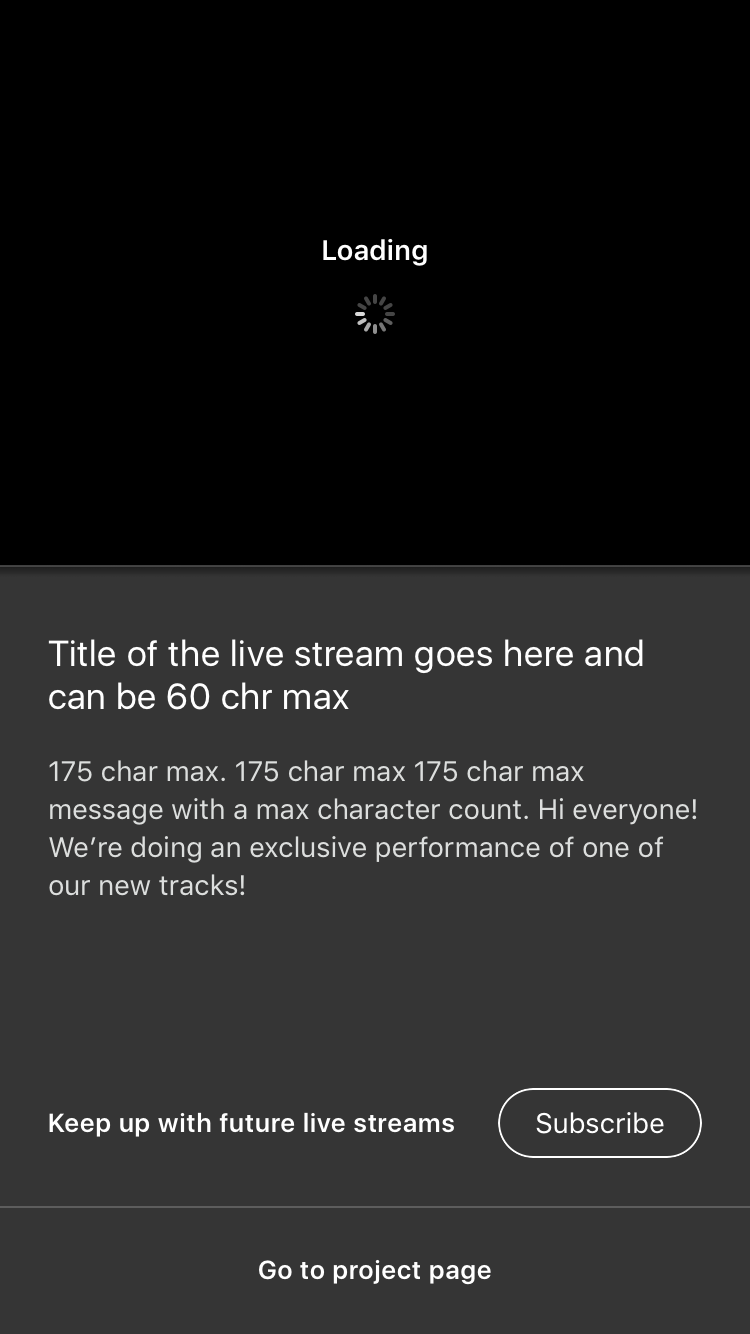 Loading
Title of the live stream goes here and
can be 60 chr max
175 char max. 175 char max 175 char max
message with a max character count. Hi everyone!
We’re doing an exclusive performance of one of
our new tracks!
Keep up with future live streams
Subscribe
Go to project page